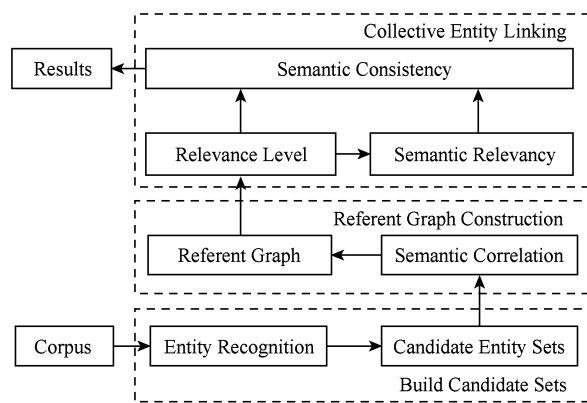 Collective Entity Linking
Results
Semantic Consistency
Relevance Level
Semantic Relevancy
Referent Graph Construction
Referent Graph
Semantic Correlation
Corpus
Entity Recognition
Candidate Entity Sets
Build Candidate Sets